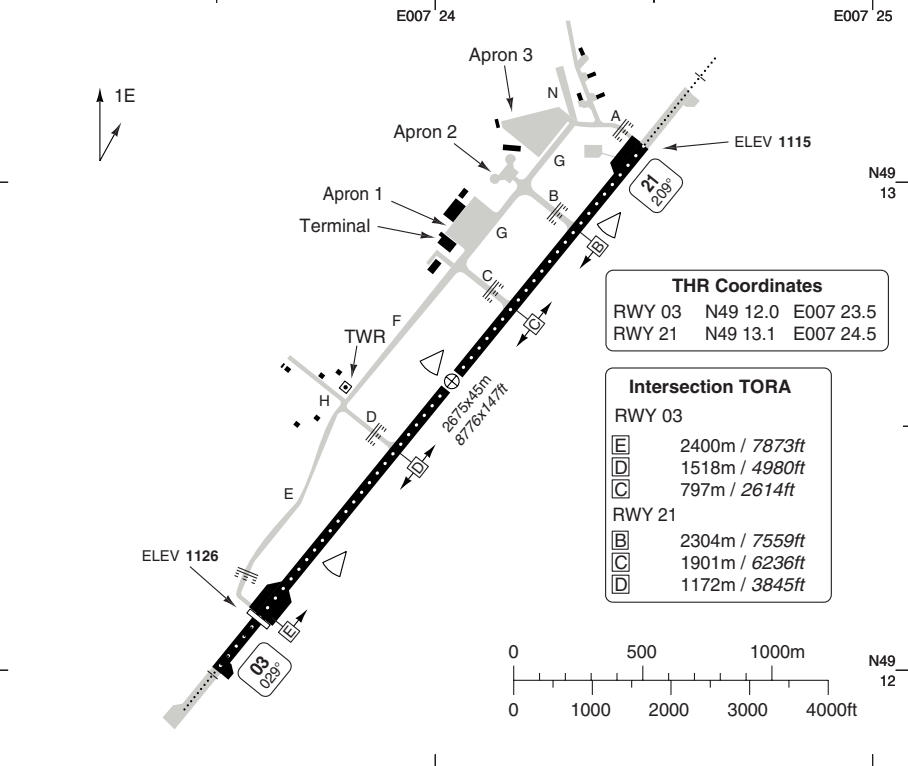 E007 24
E007 25
Apron 3
1E
N
A
Apron 2
ELEV 1115
G
N49
13
21
209°
Apron 1
B
Terminal
G
B
C
THR Coordinates
RWY 03 N49 12.0 E007 23.5
RWY 21 N49 13.1 E007 24.5
F
C
TWR
2675x45m
8776x147ft
Intersection TORA
RWY 03
E 2400m / 7873ft
D 1518m / 4980ft
C 797m / 2614ft
RWY 21
B 2304m / 7559ft
C 1901m / 6236ft
D 1172m / 3845ft
H
D
D
E
ELEV 1126
E
03
029°
0 500 1000m
N49
12
0 1000 2000 3000 4000ft